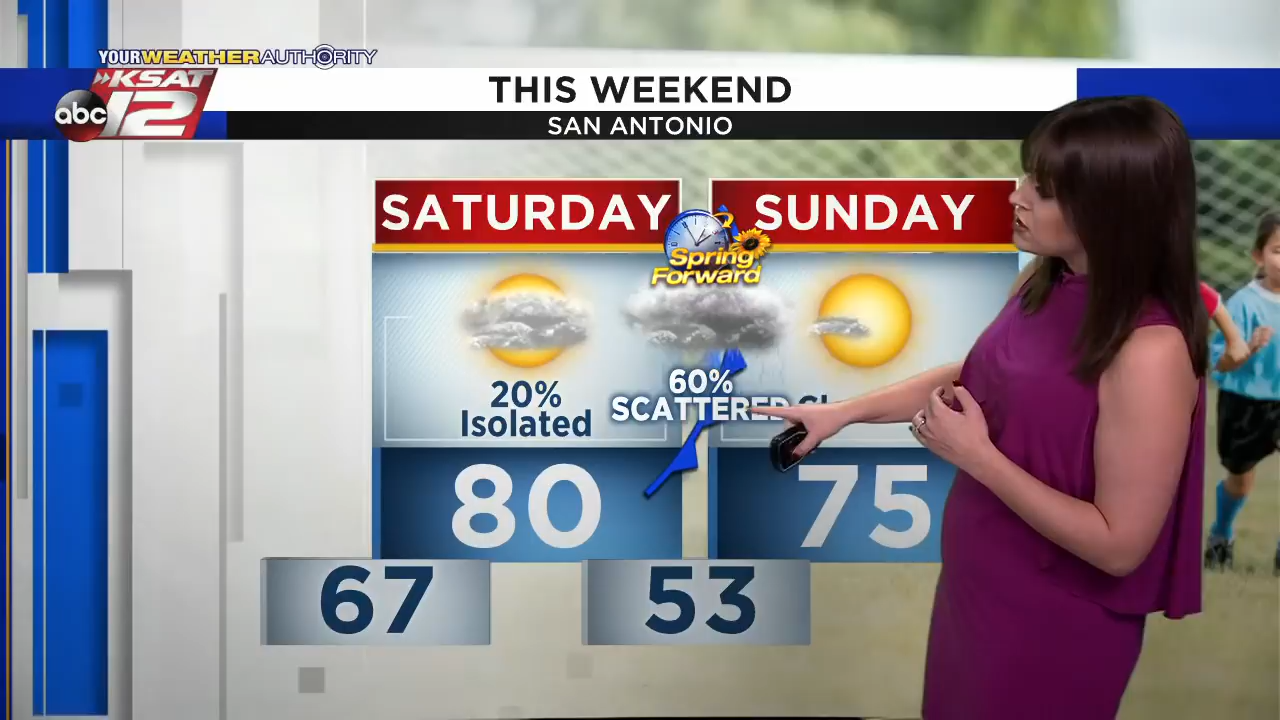 YOURWEATHERAUTHORITY
KSAT
abc 12
THIS WEEKEND
SAN ANTONIO
SATURDAY
SUNDAY
Spring
Forward
20%
Isolated
60%
SCATTERED
80
75
67
53